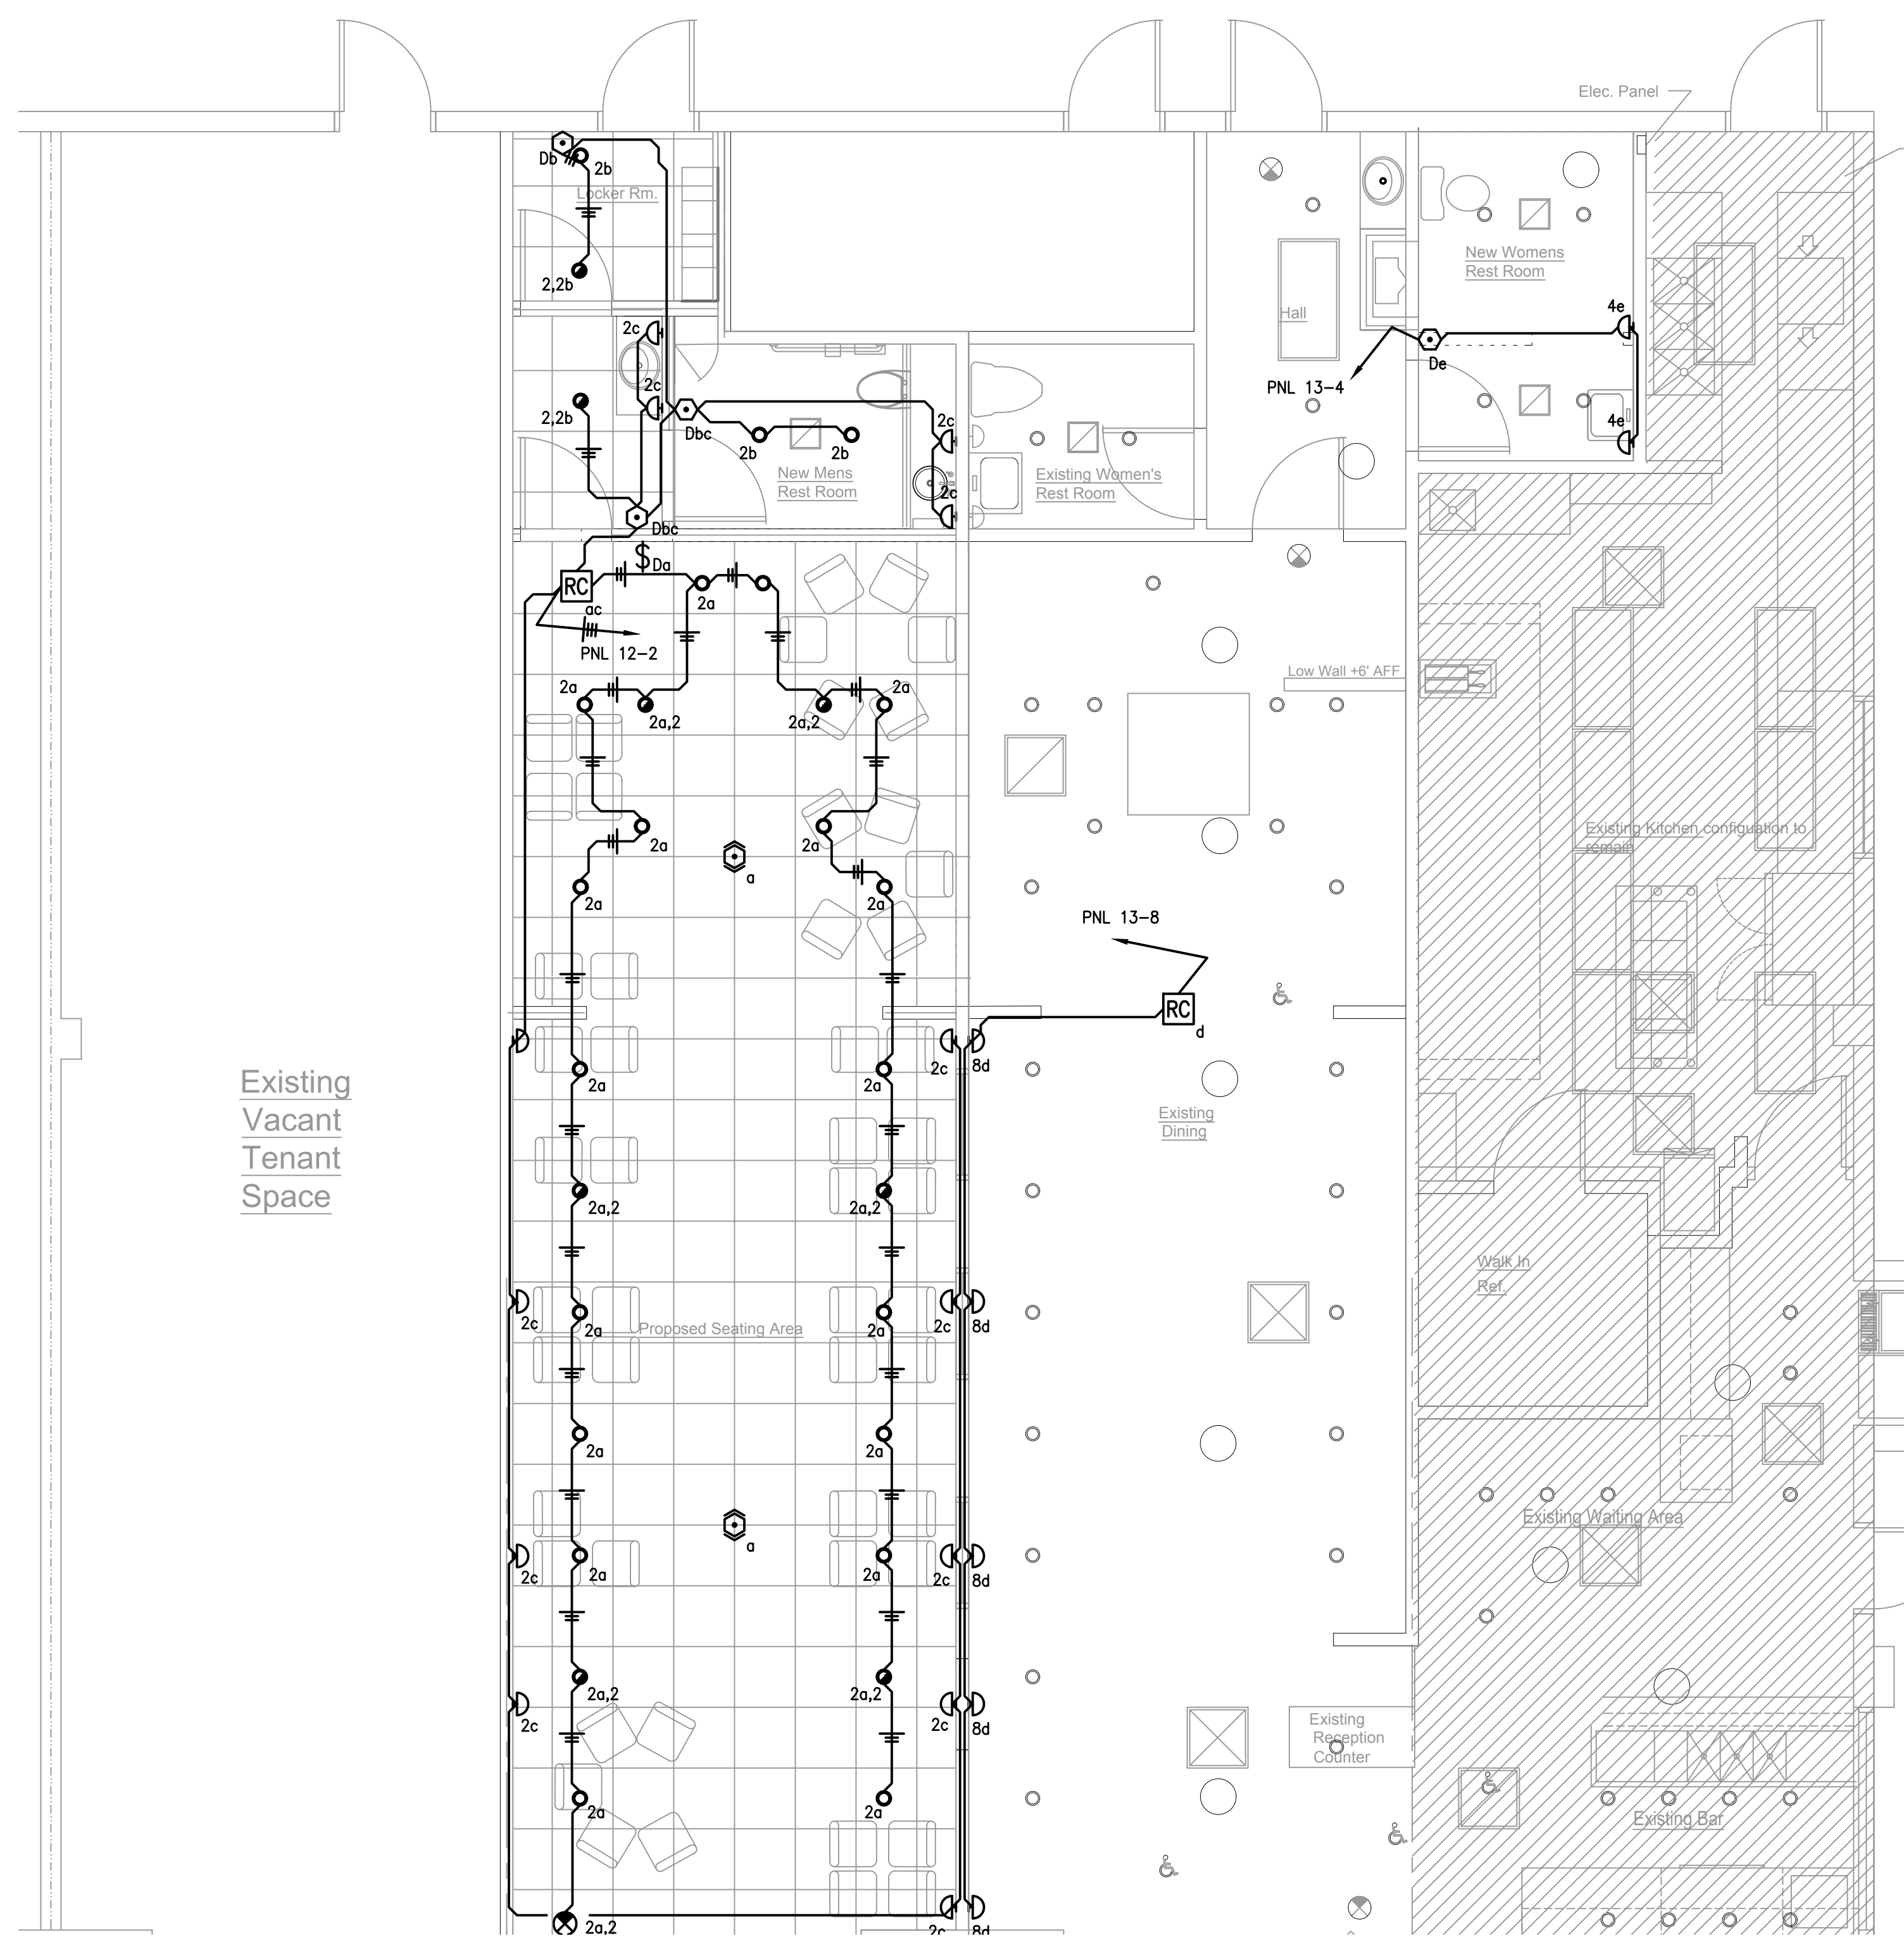 Elec. Panel
Db
2b
Locker Rm.
2,2b
New Womens
Rest Room
Hall
4e
De
PNL 13-4
2c
2c
2,2b
Dbc
2b
2b
2c
4e
New Mens
Rest Room
Existing Women's
Rest Room
2c
Dbc
$
Da
RC
ac
2a
PNL 12-2
Low Wall +6' AFF
2a
2a,2
2a,2
2a
Existing Kitchen configuation to
remain
2a
2a
a
2a
2a
PNL 13-8
RC
d
2c
8d
2a
2a
Existing
Vacant
Tenant
Space
Existing
Dining
2a,2
2a,2
Walk In
Ref.
2c
2a
Proposed Seating Area
2a
2c
8d
2a
2a
Existing Waiting Area
a
2c
2a
2a
2c
8d
2a,2
2a,2
2c
2c
8d
Existing
Reception
Counter
2a
2a
Existing Bar
2a,2
2c
8d